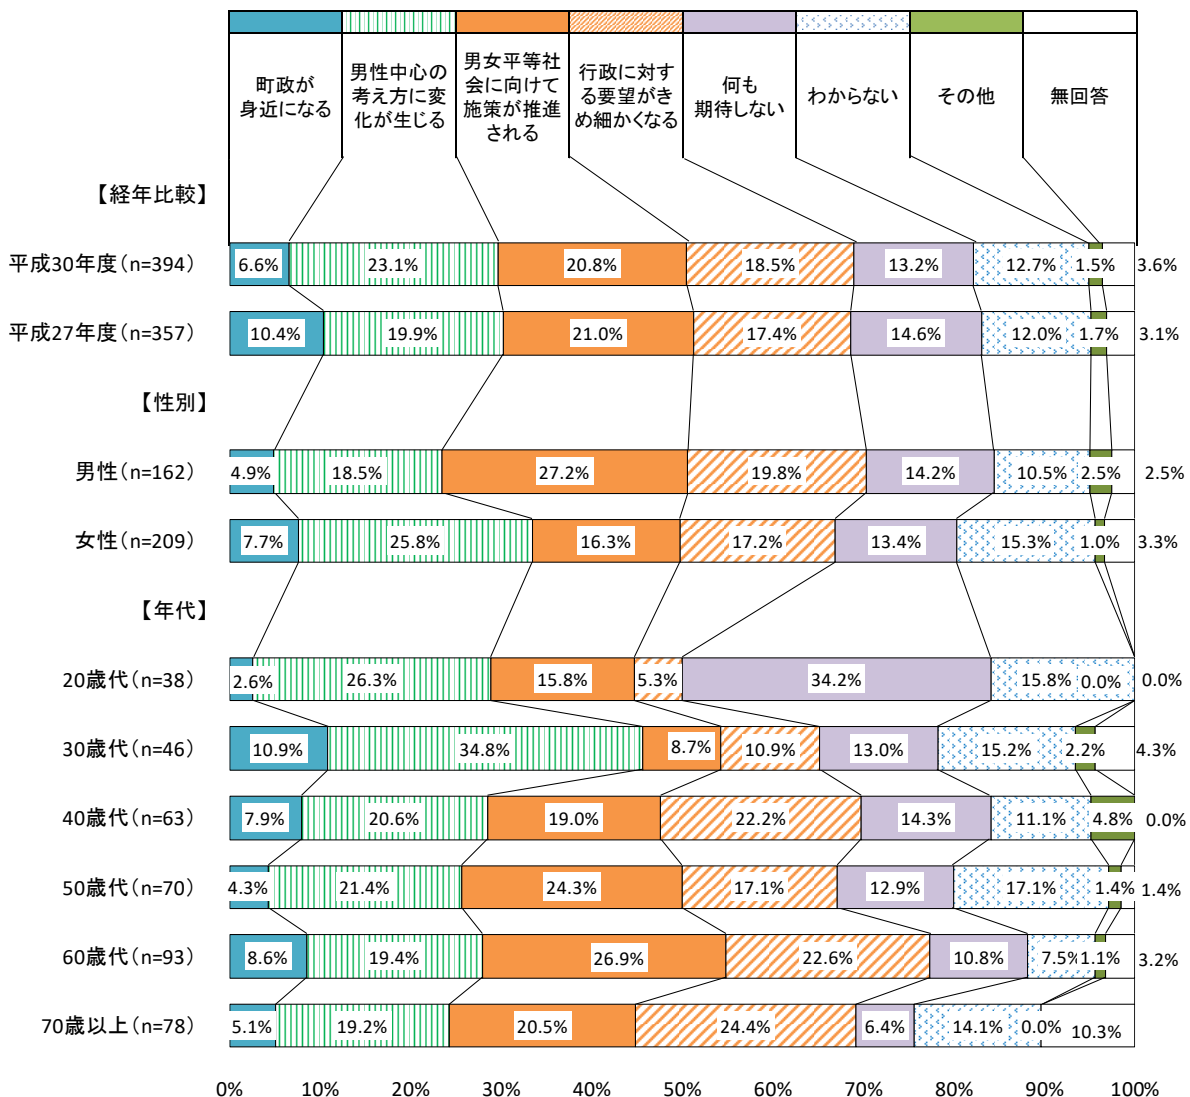 町政が
身近になる
男性中心の
考え方に変
化が生じる
男女平等社
会に向けて
施策が推進
される
行政に対す
る要望がき
め細かくなる
何も
期待しない
わからない
その他
無回答
【経年比較】
平成30年度(n=394) 6.6% 23.1% 20.8% 18.5% 13.2% 12.7% 1.5% 3.6%
平成27年度(n=357) 10.4% 19.9% 21.0% 17.4% 14.6% 12.0% 1.7% 3.1%
【性別】
男性(n=162) 4.9% 18.5% 27.2% 19.8% 14.2% 10.5% 2.5% 2.5%
女性(n=209) 7.7% 25.8% 16.3% 17.2% 13.4% 15.3% 1.0% 3.3%
【年代】
20歳代(n=38) 2.6% 26.3% 15.8% 5.3% 34.2% 15.8% 0.0% 0.0%
30歳代(n=46) 10.9% 34.8% 8.7% 10.9% 13.0% 15.2% 2.2% 4.3%
40歳代(n=63) 7.9% 20.6% 19.0% 22.2% 14.3% 11.1% 4.8% 0.0%
50歳代(n=70) 4.3% 21.4% 24.3% 17.1% 12.9% 17.1% 1.4% 1.4%
60歳代(n=93) 8.6% 19.4% 26.9% 22.6% 10.8% 7.5% 1.1% 3.2%
70歳以上(n=78) 5.1% 19.2% 20.5% 24.4% 6.4% 14.1% 0.0% 10.3%
0% 10% 20% 30% 40% 50% 60% 70% 80% 90% 100%